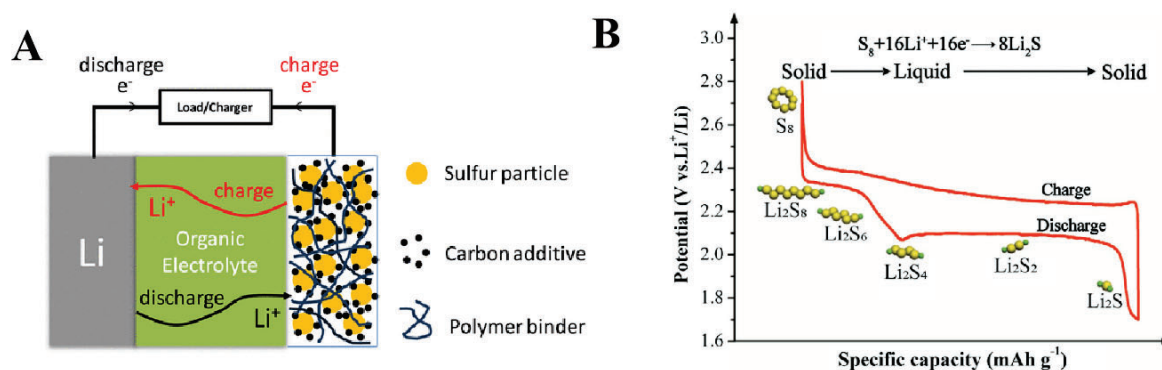 A
discharge
e⁻
charge
e⁻
Load/Charger
Li⁺
charge
Li
Organic
Electrolyte
discharge
Li⁺
Sulfur particle
Carbon additive
Polymer binder
B
S₈+16Li⁺+16e⁻→8Li₂S
Solid → Liquid → Solid
3.0
2.8
2.6
2.4
2.2
2.0
1.8
1.6
Potential (V vs.Li⁺/Li)
S₈
Li₂S₈
Li₂S₆
Li₂S₄
Li₂S₂
Li₂S
Charge
Discharge
Specific capacity (mAh g⁻¹)